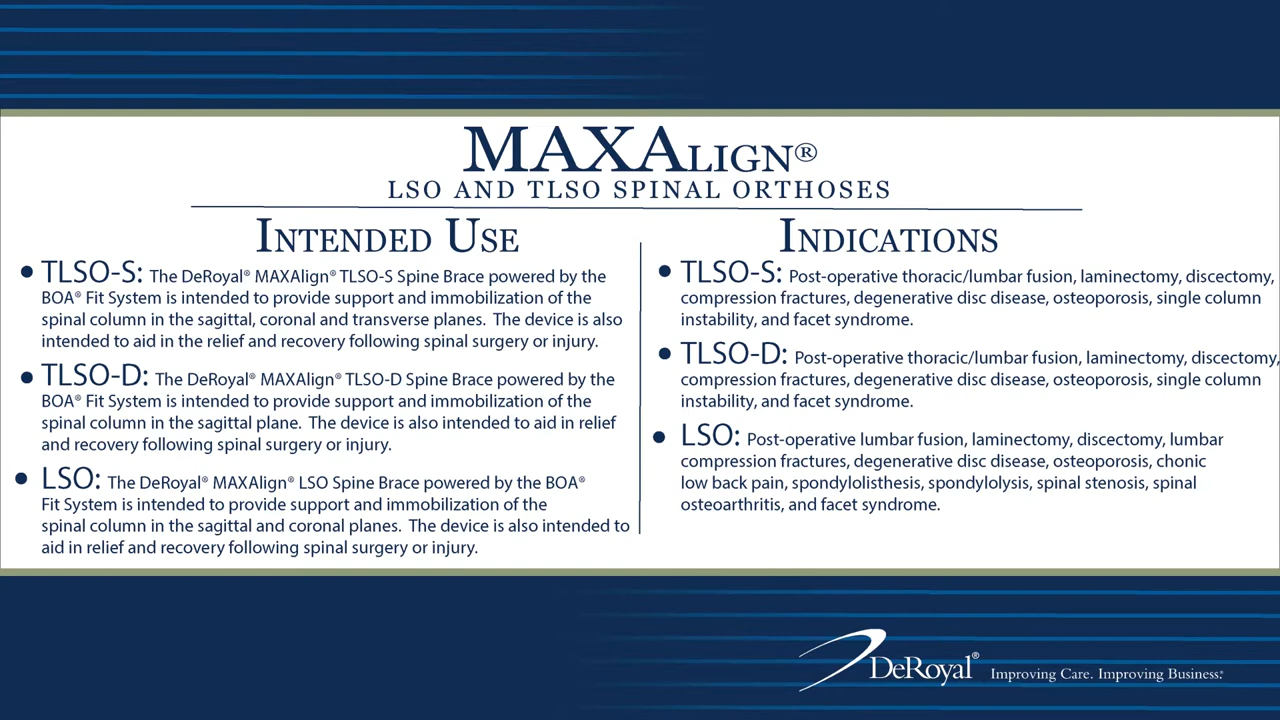 MAXALIGN®
LSO AND TLSO SPINAL ORTHOSES
INTENDED USE
• TLSO-S: The DeRoyal® MAXAlign® TLSO-S Spine Brace powered by the
BOA® Fit System is intended to provide support and immobilization of the
spinal column in the sagittal, coronal and transverse planes. The device is also
intended to aid in the relief and recovery following spinal surgery or injury.
• TLSO-D: The DeRoyal® MAXAlign® TLSO-D Spine Brace powered by the
BOA® Fit System is intended to provide support and immobilization of the
spinal column in the sagittal plane. The device is also intended to aid in relief
and recovery following spinal surgery or injury.
• LSO: The DeRoyal® MAXAlign® LSO Spine Brace powered by the BOA®
Fit System is intended to provide support and immobilization of the
spinal column in the sagittal and coronal planes. The device is also intended to
aid in relief and recovery following spinal surgery or injury.
INDICATIONS
• TLSO-S: Post-operative thoracic/lumbar fusion, laminectomy, discectomy,
compression fractures, degenerative disc disease, osteoporosis, single column
instability, and facet syndrome.
• TLSO-D: Post-operative thoracic/lumbar fusion, laminectomy, discectomy,
compression fractures, degenerative disc disease, osteoporosis, single column
instability, and facet syndrome.
• LSO: Post-operative lumbar fusion, laminectomy, discectomy, lumbar
compression fractures, degenerative disc disease, osteoporosis, chonic
low back pain, spondylolisthesis, spondylolysis, spinal stenosis, spinal
osteoarthritis, and facet syndrome.
DeRoyal® Improving Care. Improving Business.®